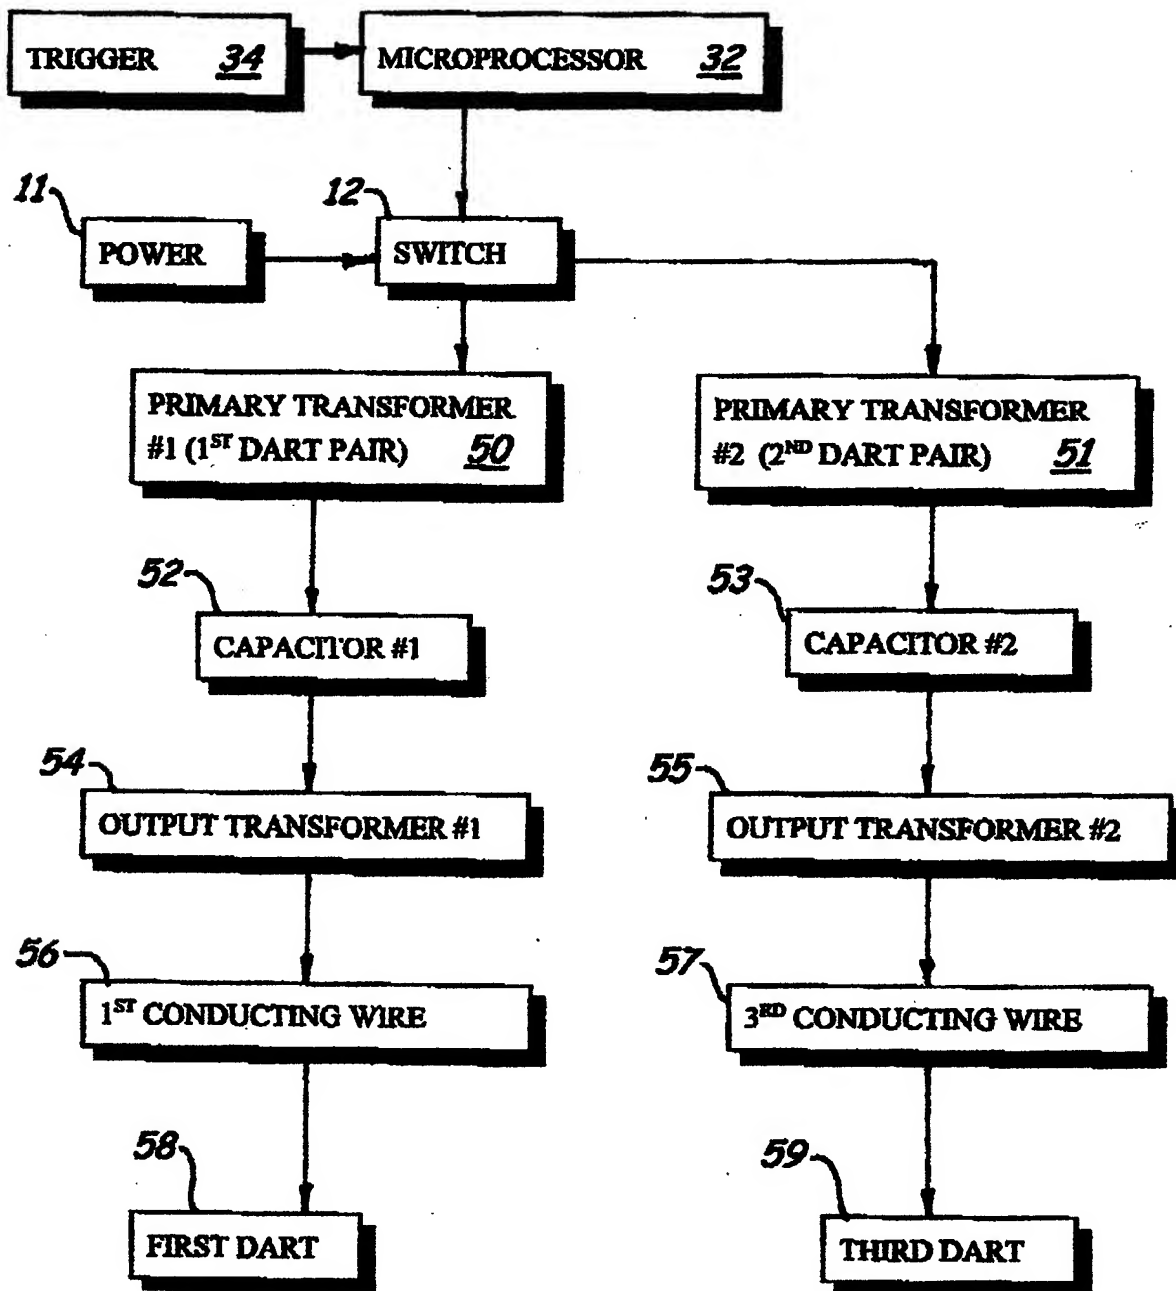 TRIGGER 34
MICROPROCESSOR 32
11
12
POWER
SWITCH
PRIMARY TRANSFORMER
#1 (1ST DART PAIR) 50
PRIMARY TRANSFORMER
#2 (2ND DART PAIR) 51
52
53
CAPACITOR #1
CAPACITOR #2
54
55
OUTPUT TRANSFORMER #1
OUTPUT TRANSFORMER #2
56
57
1ST CONDUCTING WIRE
3RD CONDUCTING WIRE
58
59
FIRST DART
THIRD DART